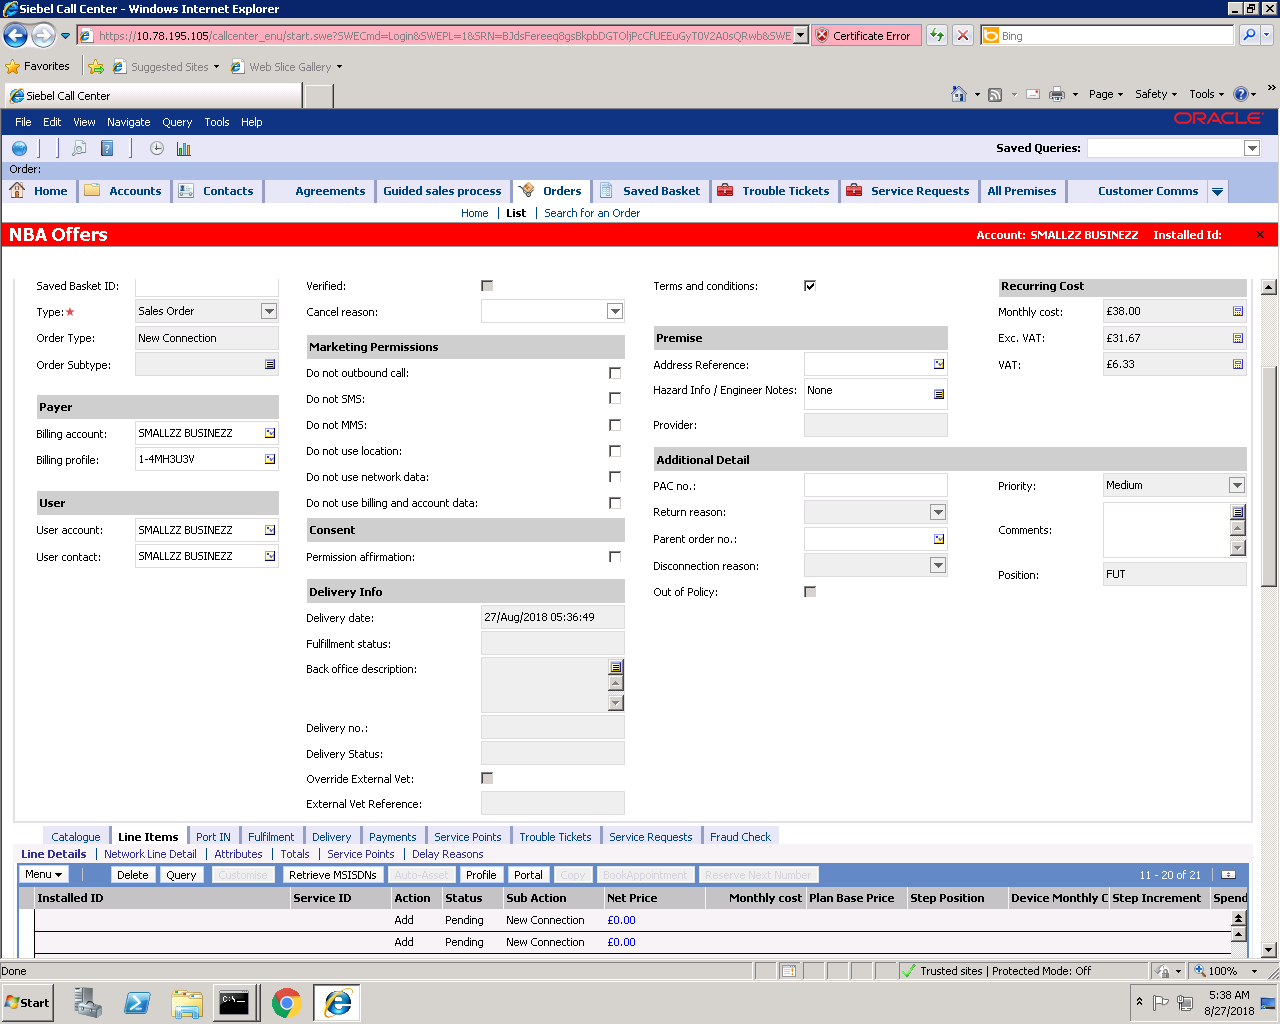 Siebel Call Center - Windows Internet Explorer
https://10.78.195.105/callcenter_enu/start.swe?SWECmd=Login&SWEPL=1&SRN=
Certificate Error
Bing
Favorites
Suggested Sites
Web Slice Gallery
Siebel Call Center
Page
Safety
Tools
File Edit View Navigate Query Tools Help
ORACLE
Saved Queries:
Order:
Home Accounts Contacts Agreements Guided sales process Orders Saved Basket Trouble Tickets Service Requests All Premises Customer Comms
Home | List | Search for an Order
NBA Offers
Account: SMALLZZ BUSINEZZ Installed Id:
Saved Basket ID:
Type:
Sales Order
Order Type:
New Connection
Order Subtype:
Payer
Billing account:
SMALLZZ BUSINEZZ
Billing profile:
1-4MH3U3V
User
User account:
SMALLZZ BUSINEZZ
User contact:
SMALLZZ BUSINEZZ
Verified:
Cancel reason:
Marketing Permissions
Do not outbound call:
Do not SMS:
Do not MMS:
Do not use location:
Do not use network data:
Do not use billing and account data:
Consent
Permission affirmation:
Delivery Info
Delivery date:
27/Aug/2018 05:36:49
Fulfillment status:
Back office description:
Delivery no.:
Delivery Status:
Override External Vet:
External Vet Reference:
Terms and conditions:
Premise
Address Reference:
Hazard Info / Engineer Notes:
None
Provider:
Additional Detail
PAC no.:
Return reason:
Parent order no.:
Disconnection reason:
Out of Policy:
Recurring Cost
Monthly cost:
£38.00
Exc. VAT:
£31.67
VAT:
£6.33
Priority:
Medium
Comments:
Position:
FUT
Catalogue Line Items Port IN Fulfilment Delivery Payments Service Points Trouble Tickets Service Requests Fraud Check
Line Details | Network Line Detail | Attributes | Totals | Service Points | Delay Reasons
Menu Delete Query Customise Retrieve MSISDNs Auto-Asset Profile Portal Copy BookAppointment Reserve Next Number
11 - 20 of 21
Installed ID Service ID Action Status Sub Action Net Price Monthly cost Plan Base Price Step Position Device Monthly C Step Increment Spend
Add Pending New Connection £0.00
Add Pending New Connection £0.00
Done
Trusted sites | Protected Mode: Off
100%
Start
5:38 AM
8/27/2018